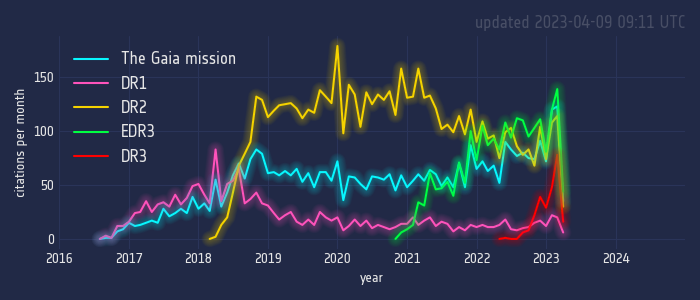 updated 2023-04-09 09:11 UTC
The Gaia mission
DR1
DR2
EDR3
DR3
citations per month
150
100
50
0
2016 2017 2018 2019 2020 2021 2022 2023 2024
year